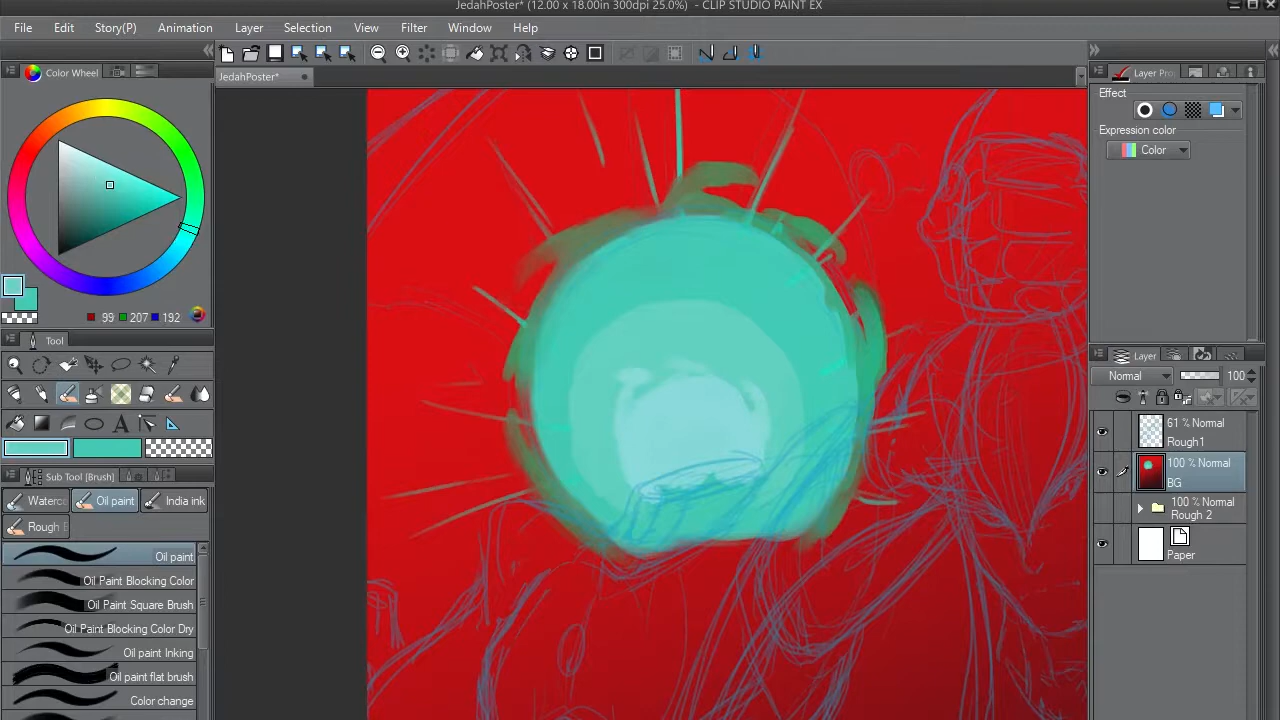 JedahPoster* (12.00 x 18.00in 300dpi 25.0%) - CLIP STUDIO PAINT EX
File Edit Story(P) Animation Layer Selection View Filter Window Help
Color Wheel
JedahPoster*
Layer Pro
Effect
Expression color
Color
99 207 192
Tool
Sub Tool [Brush]
Waterc Oil paint India ink
Rough
Oil paint
Oil Paint Blocking Color
Oil Paint Square Brush
Oil Paint Blocking Color Dry
Oil paint Inking
Oil paint flat brush
Color change
Layer
Normal 100
61 % Normal
Rough1
100 % Normal
BG
100 % Normal
Rough 2
Paper